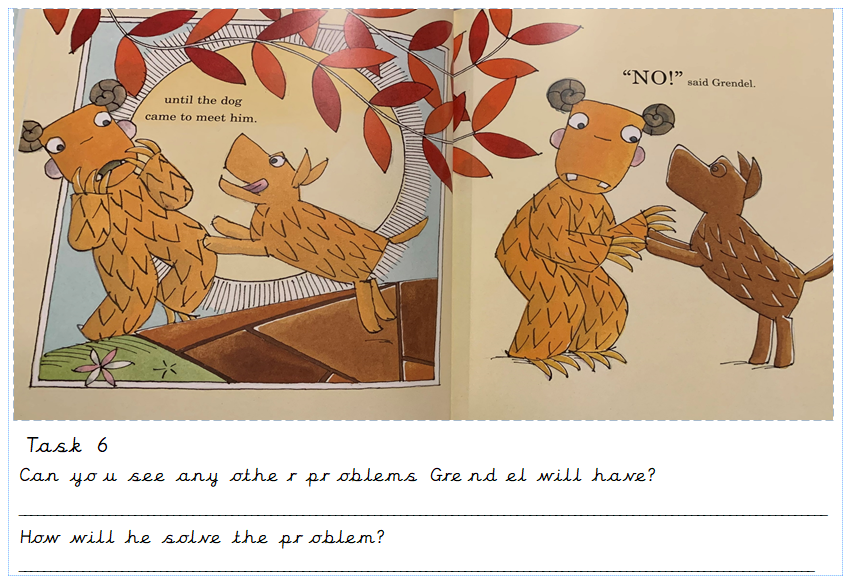 until the dog
came to meet him.
“NO!” said Grendel.
Task 6
Can you see any other problems Grendel will have?
How will he solve the problem?